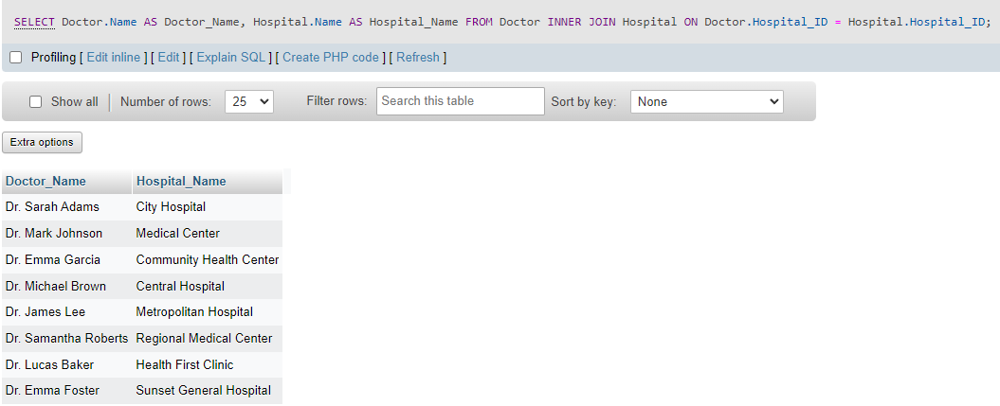 SELECT Doctor.Name AS Doctor_Name, Hospital.Name AS Hospital_Name FROM Doctor INNER JOIN Hospital ON Doctor.Hospital_ID = Hospital.Hospital_ID;
Profiling [ Edit inline ] [ Edit ] [ Explain SQL ] [ Create PHP code ] [ Refresh ]
Show all Number of rows: 25 Filter rows: Search this table Sort by key: None
Extra options
Doctor_Name Hospital_Name
Dr. Sarah Adams City Hospital
Dr. Mark Johnson Medical Center
Dr. Emma Garcia Community Health Center
Dr. Michael Brown Central Hospital
Dr. James Lee Metropolitan Hospital
Dr. Samantha Roberts Regional Medical Center
Dr. Lucas Baker Health First Clinic
Dr. Emma Foster Sunset General Hospital